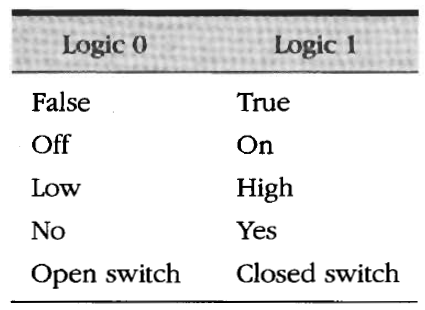 Logic 0 Logic 1
False True
Off On
Low High
No Yes
Open switch Closed switch